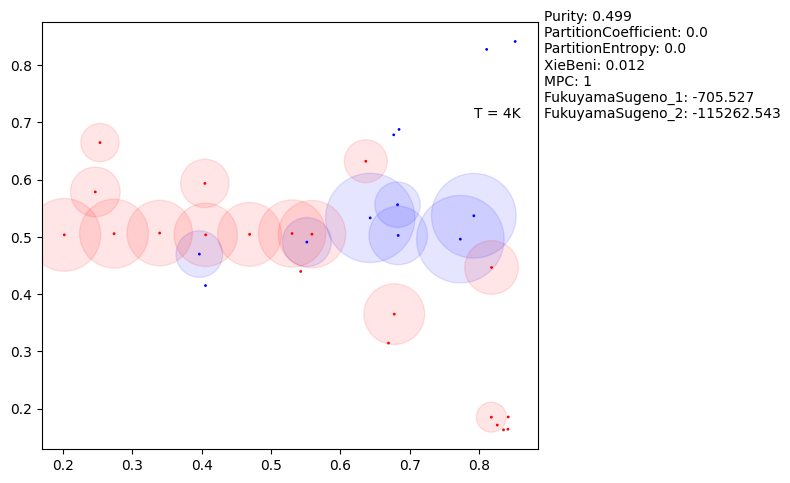 Purity: 0.499
PartitionCoefficient: 0.0
PartitionEntropy: 0.0
XieBeni: 0.012
MPC: 1
FukuyamaSugeno_1: -705.527
FukuyamaSugeno_2: -115262.543
T = 4K
0.8
0.7
0.6
0.5
0.4
0.3
0.2
0.2 0.3 0.4 0.5 0.6 0.7 0.8